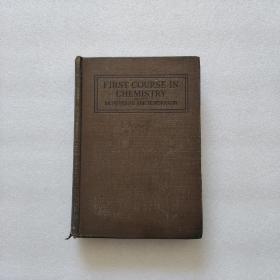 FIRST COURSE IN
CHEMISTRY
McPHERSON AND HENDERSON